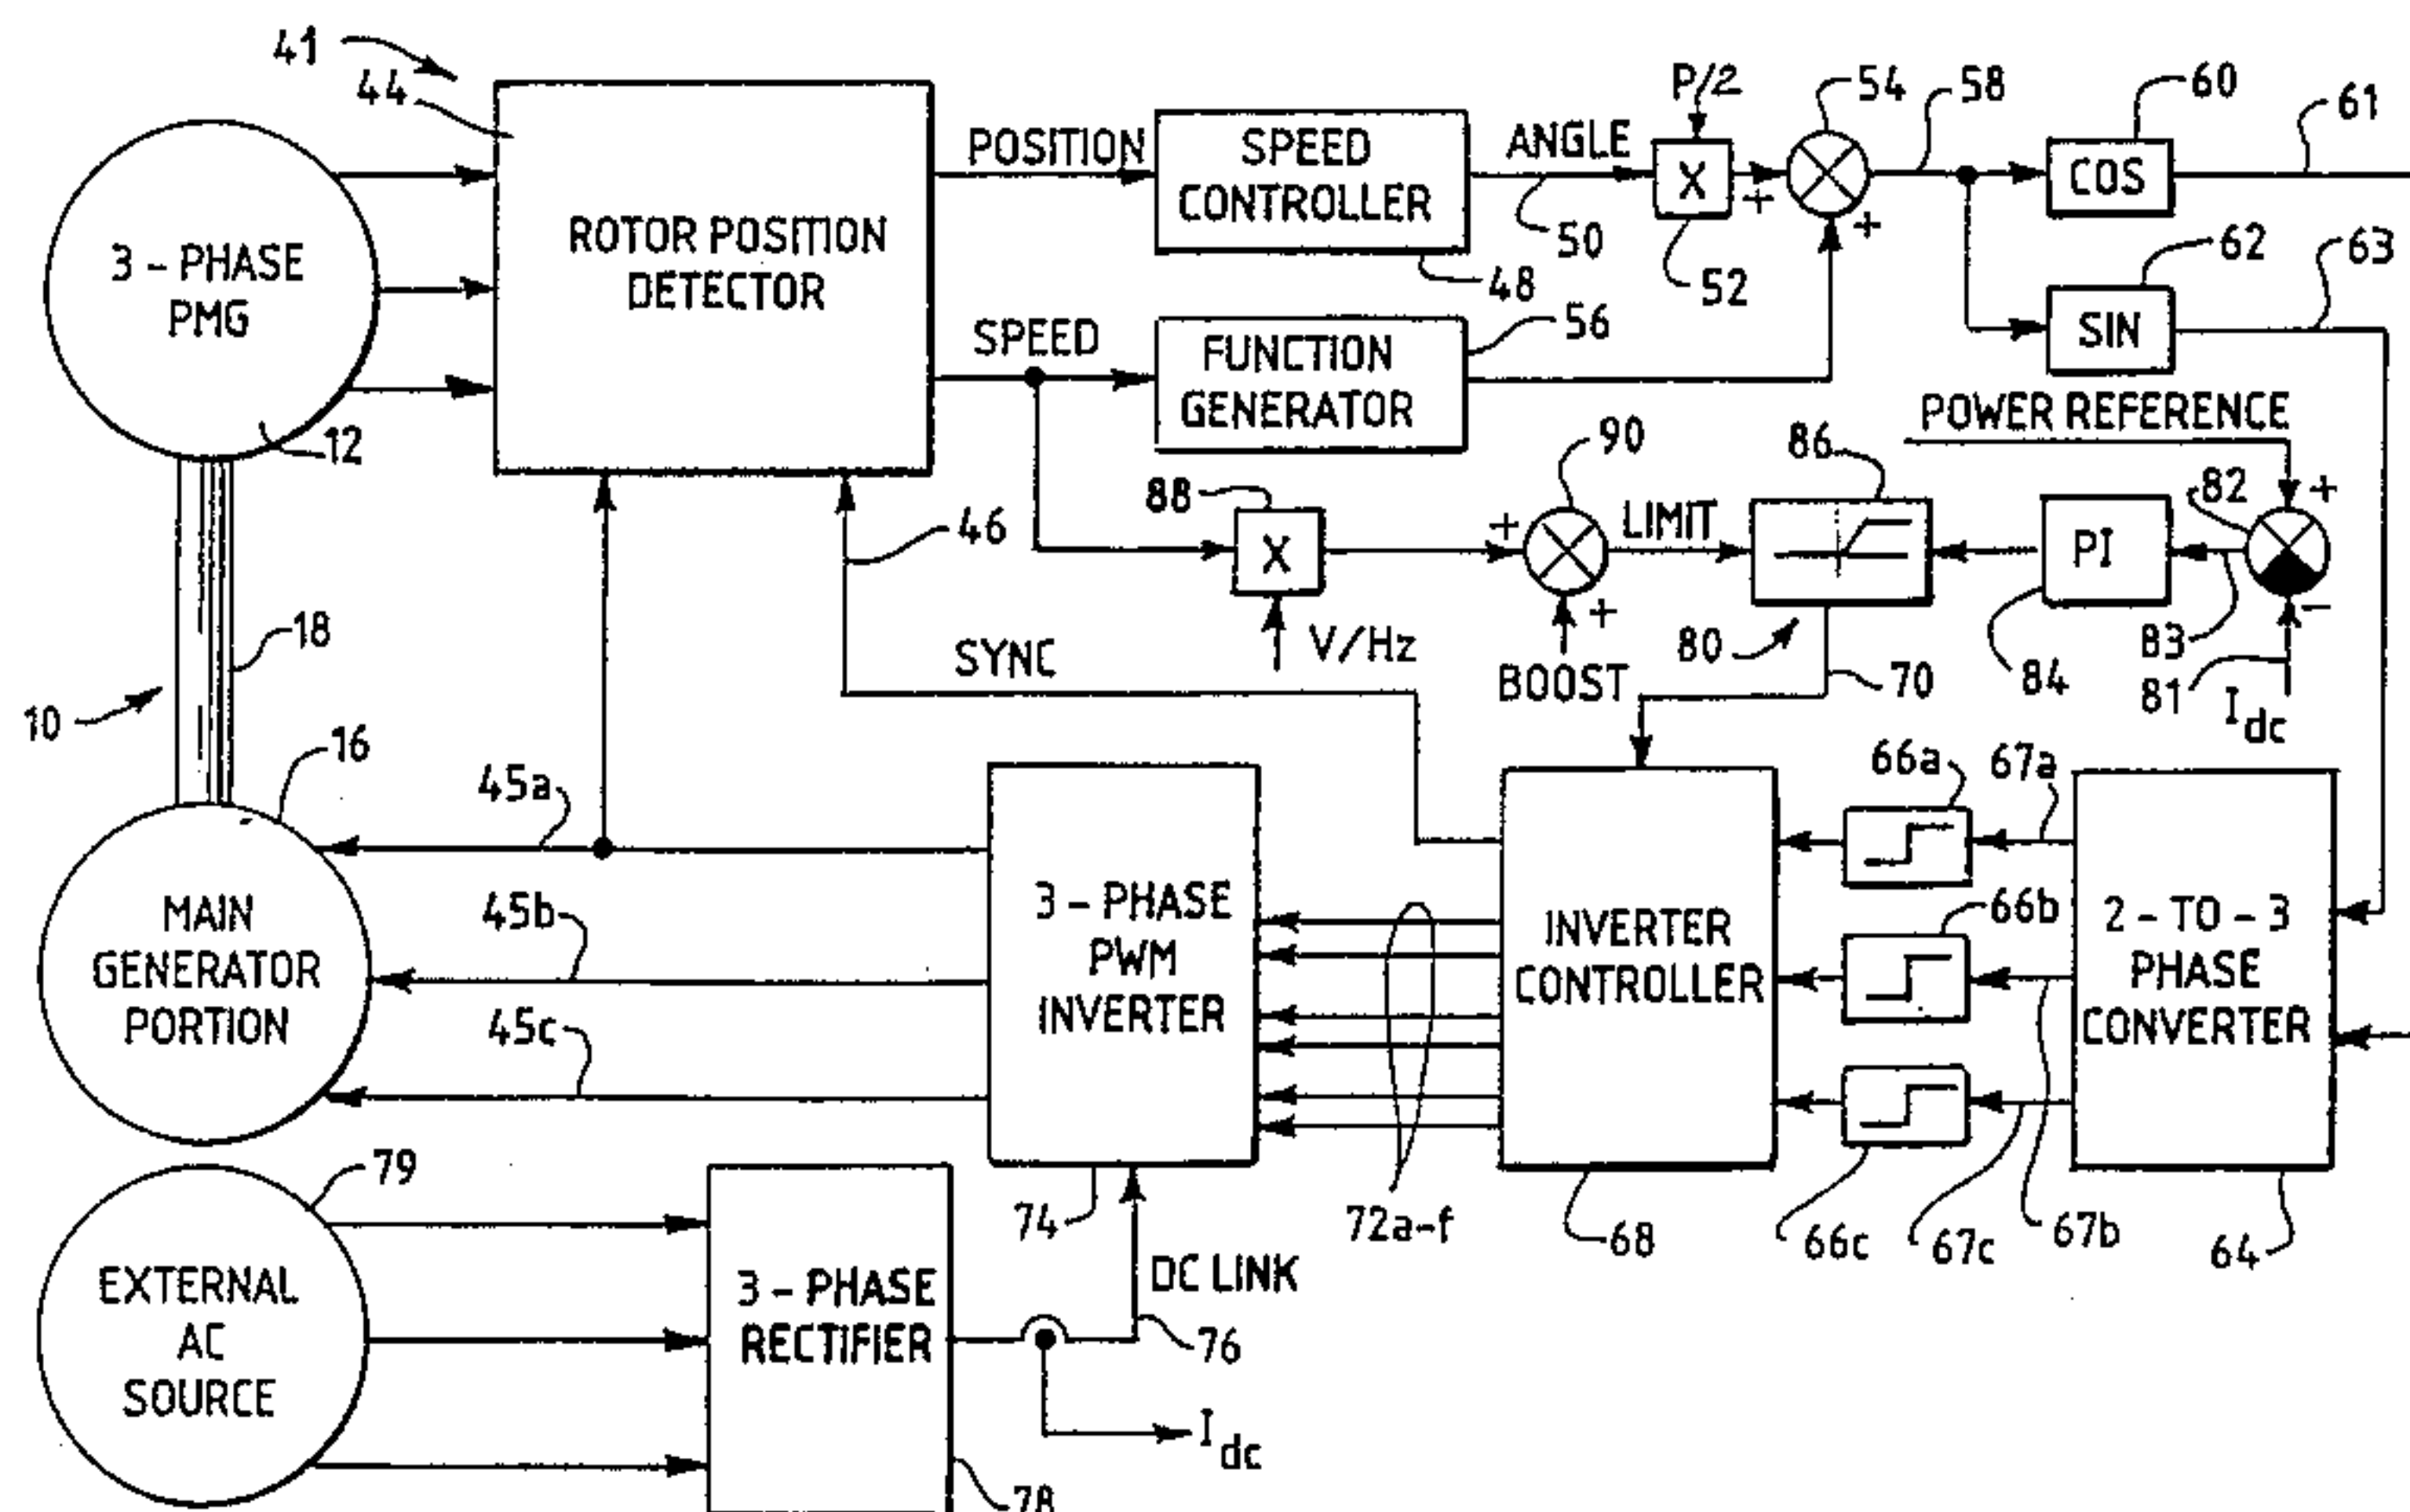 41
44
3 - PHASE
PMG
12
ROTOR POSITION
DETECTOR
POSITION
SPEED
CONTROLLER
48
ANGLE
50
P/2
X
52
+
54
+
58
60
COS
61
62
SIN
63
SPEED
FUNCTION
GENERATOR
56
POWER REFERENCE
88
X
V/Hz
90
+
+
BOOST
LIMIT
86
80
70
PI
84
82
+
-
83
81
Idc
46
SYNC
18
10
16
MAIN
GENERATOR
PORTION
45a
45b
45c
3 - PHASE
PWM
INVERTER
74
72a-f
INVERTER
CONTROLLER
68
66a
66b
66c
67a
67b
67c
2 - TO - 3
PHASE
CONVERTER
64
79
EXTERNAL
AC
SOURCE
3 - PHASE
RECTIFIER
78
DC LINK
76
Idc